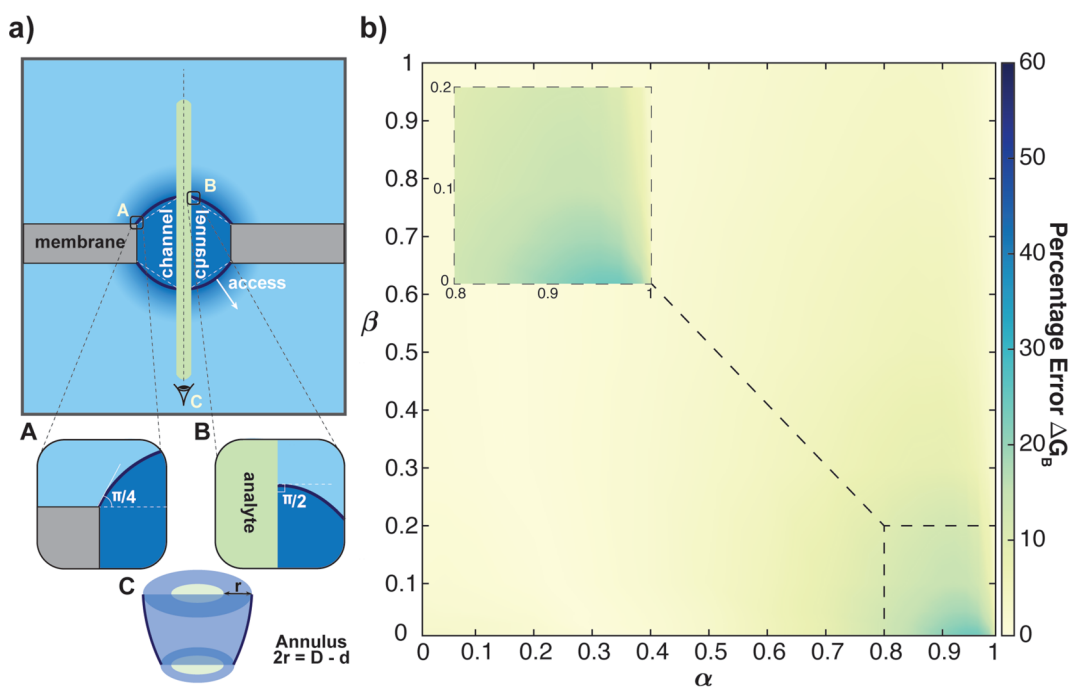 a)
B
A
membrane
channel
channel
access
C
A
B
π/4
analyte
π/2
C
r
Annulus
2r = D - d
b)
1
0.9
0.8
0.7
0.6
0.5
0.4
0.3
0.2
0.1
0
β
0.2
0.1
0
0.8
0.9
1
0
0.1
0.2
0.3
0.4
0.5
0.6
0.7
0.8
0.9
1
α
60
50
40
30
20
10
0
Percentage Error ΔG_B